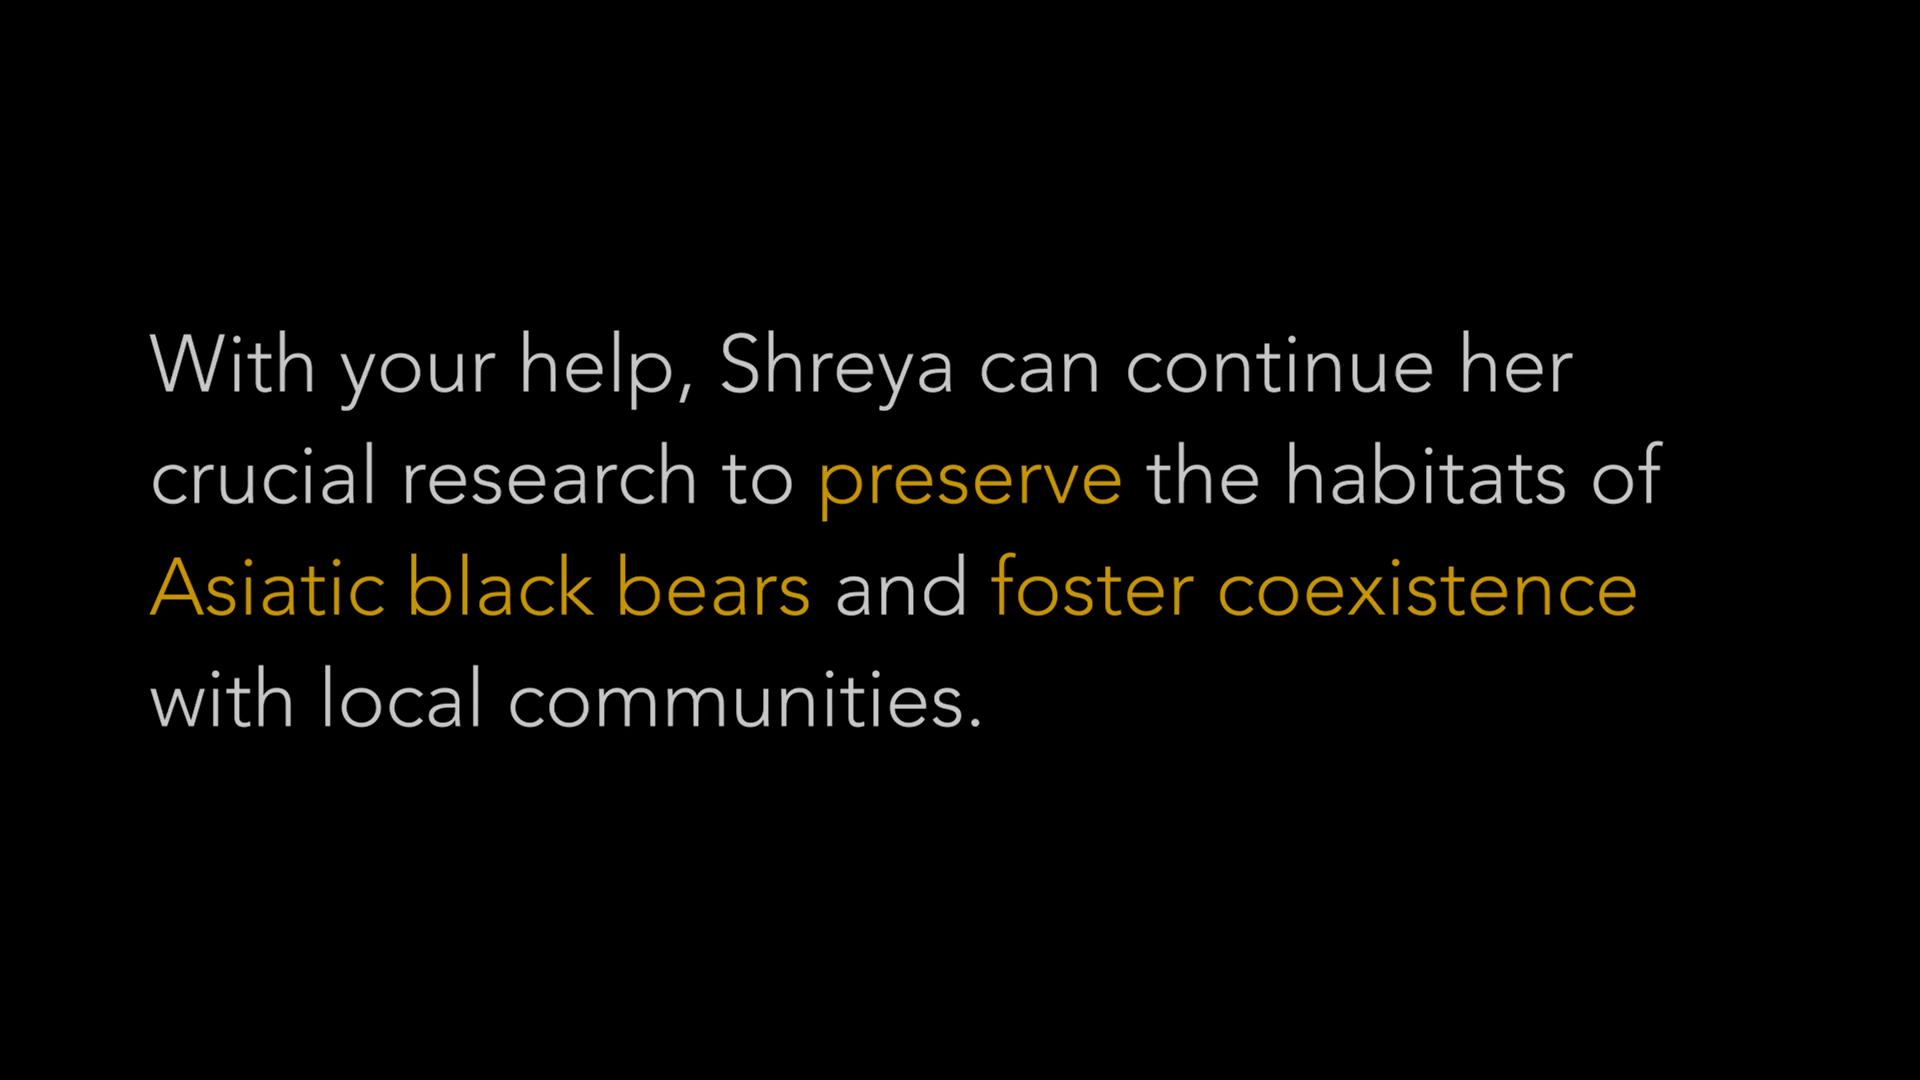 With your help, Shreya can continue her
crucial research to preserve the habitats of
Asiatic black bears and foster coexistence
with local communities.